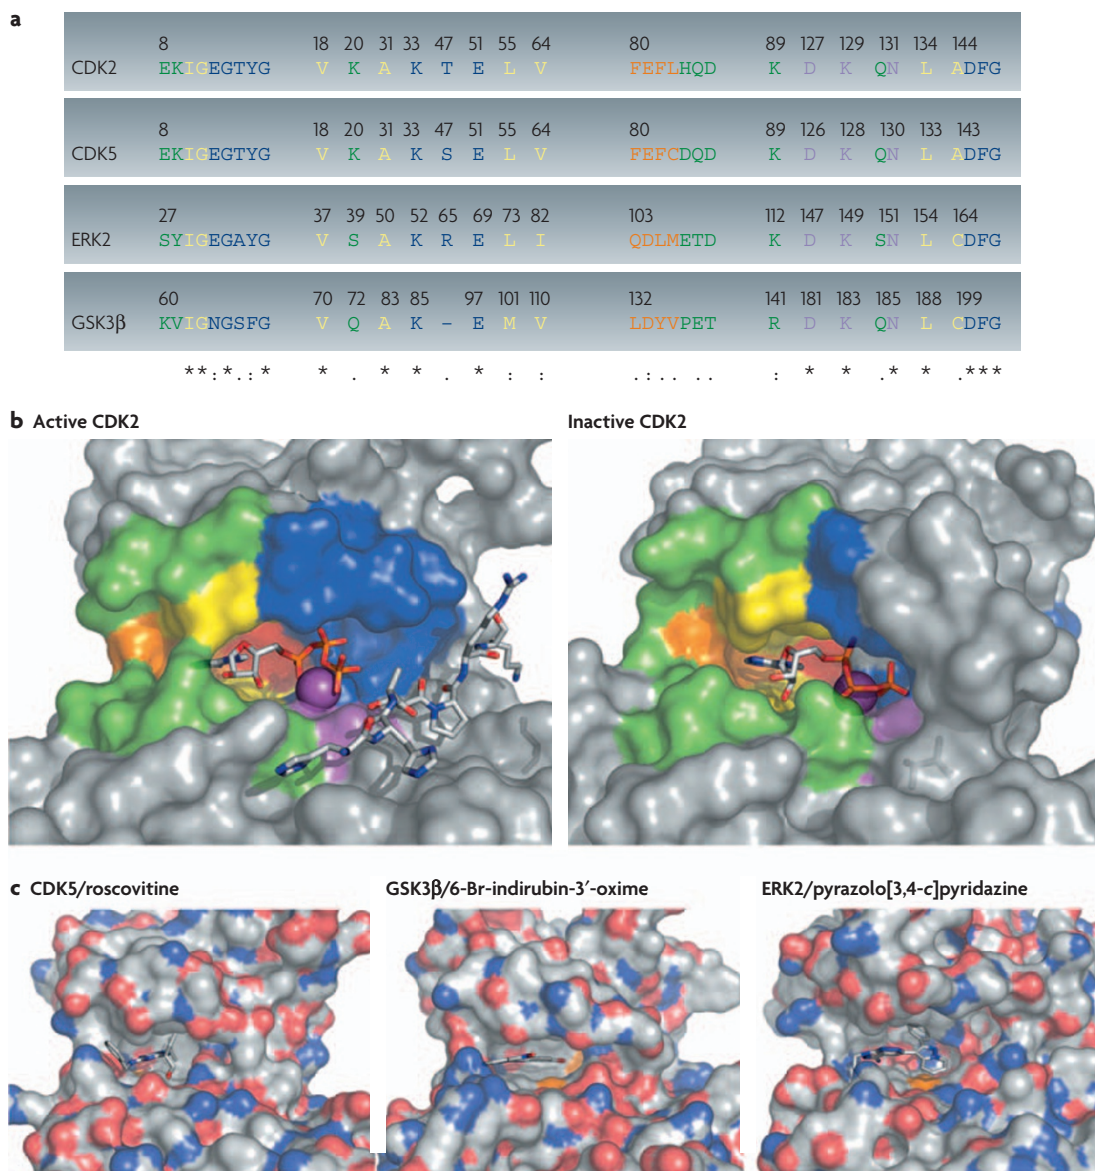 a
8 18 20 31 33 47 51 55 64 80 89 127 129 131 134 144
CDK2 EKIGEGTYG V K A K T E L V FEFLHQD K D K QN L ADFG
8 18 20 31 33 47 51 55 64 80 89 126 128 130 133 143
CDK5 EKIGEGTYG V K A K S E L V FEFCDQD K D K QN L ADFG
27 37 39 50 52 65 69 73 82 103 112 147 149 151 154 164
ERK2 SYIGEGAYG V S A K R E L I QDLMETD K D K SN L CDFG
60 70 72 83 85 97 101 110 132 141 181 183 185 188 199
GSK3β KVIGNGSFG V Q A K – E M V LDYVPET R D K QN L CDFG
**:*.:* * . * * . * : : .:.. .. : * * .* * .***
b Active CDK2 Inactive CDK2
c CDK5/roscovitine GSK3β/6-Br-indirubin-3′-oxime ERK2/pyrazolo[3,4-c]pyridazine